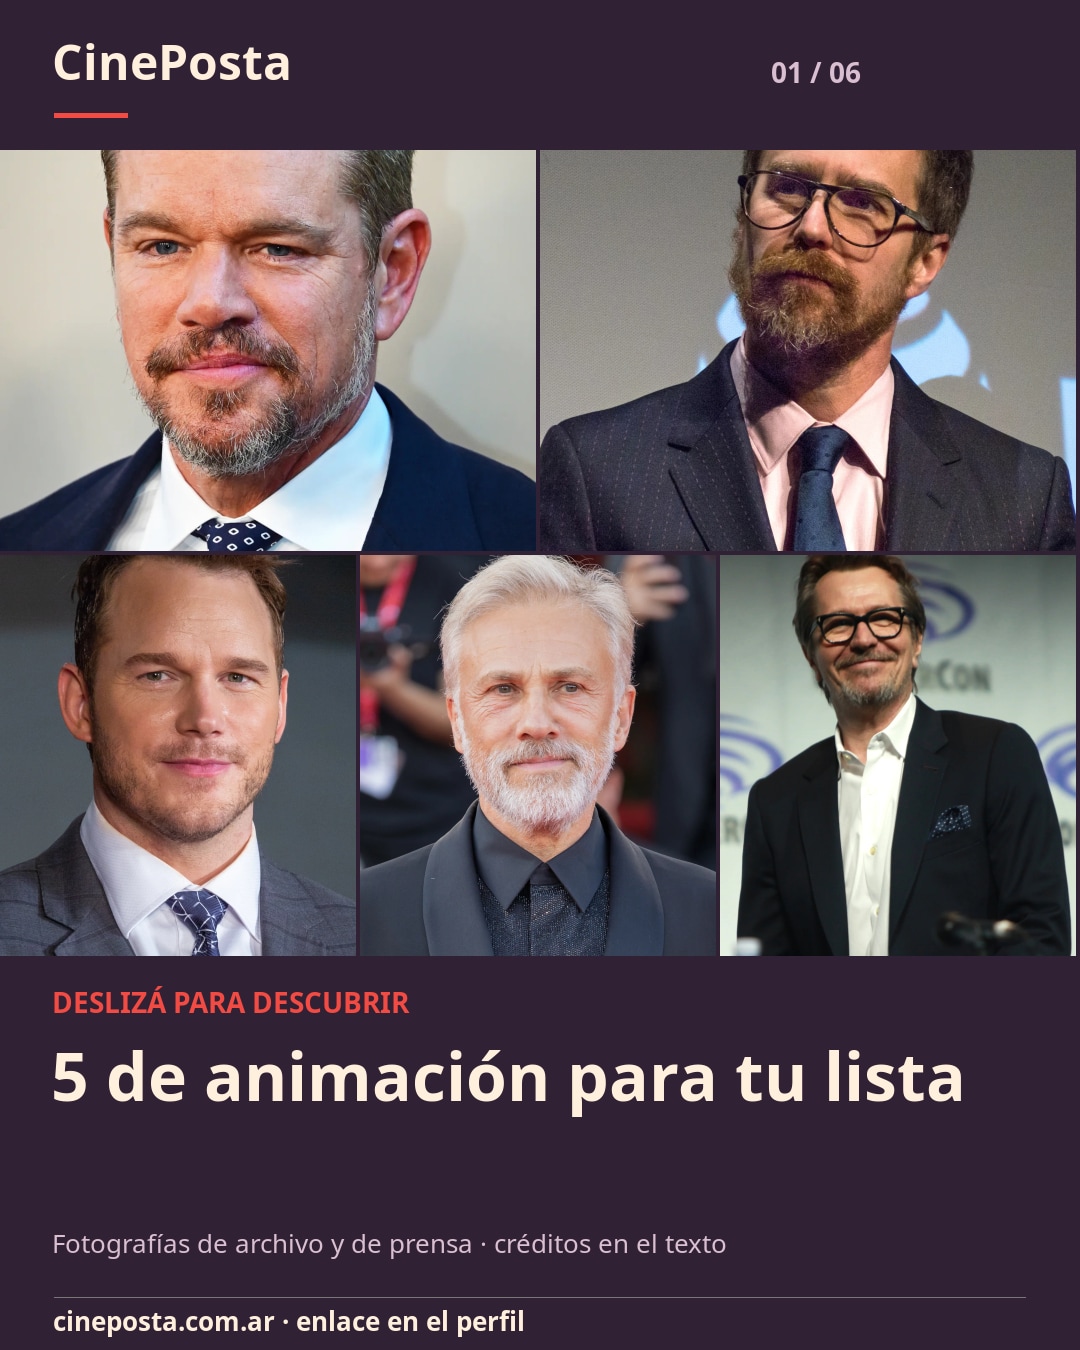 CinePosta
01 / 06
RCON
DESLIZÁ PARA DESCUBRIR
5 de animación para tu lista
Fotografías de archivo y de prensa · créditos en el texto
cineposta.com.ar · enlace en el perfil